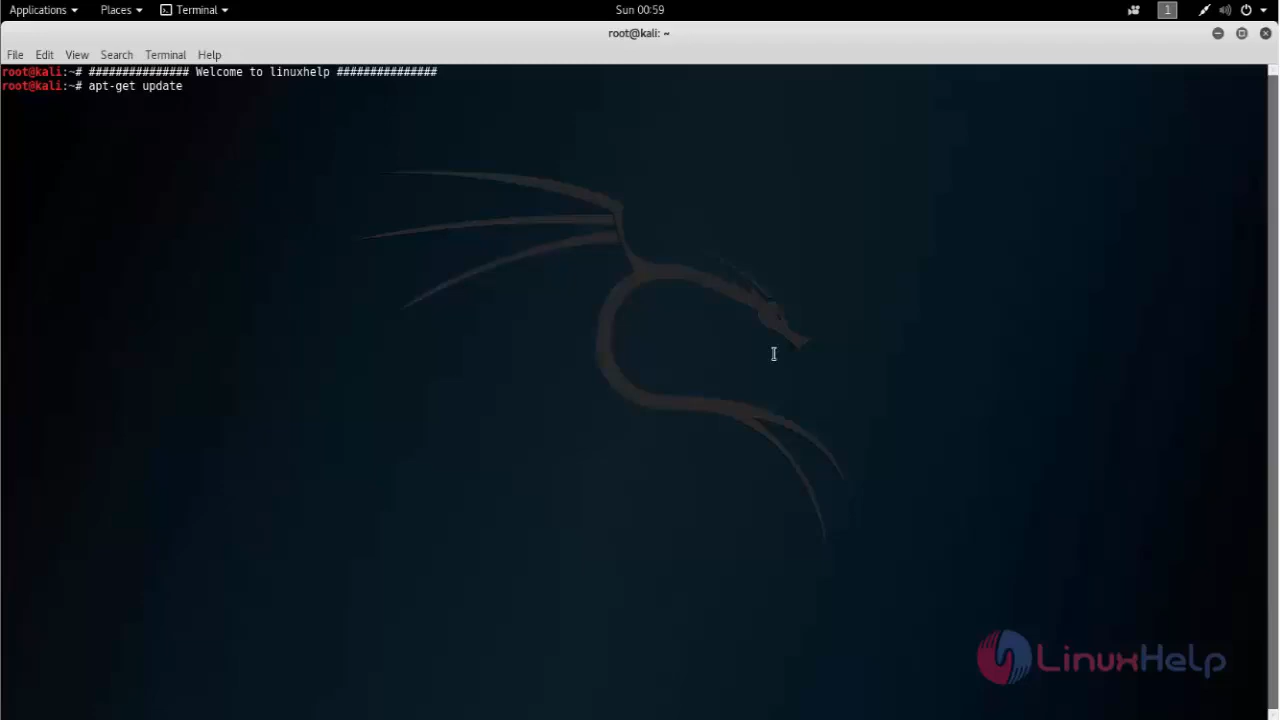 Applications Places Terminal Sun 00:59 1
root@kali: ~
File Edit View Search Terminal Help
root@kali:~# ############### Welcome to linuxhelp ###############
root@kali:~# apt-get update
LinuxHelp